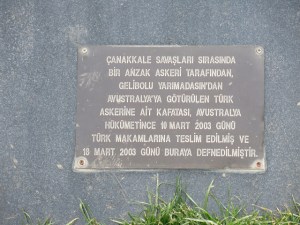 ÇANAKKALE SAVAŞLARI SIRASINDA
BİR ANZAK ASKERİ TARAFINDAN,
GELİBOLU YARIMADASIN'DAN
AVUSTRALYA'YA GÖTÜRÜLEN TÜRK
ASKERİNE AİT KAFATASI, AVUSTRALYA
HÜKÜMETİNCE 10 MART 2003 GÜNÜ
TÜRK MAKAMLARINA TESLİM EDİLMİŞ VE
18 MART 2003 GÜNÜ BURAYA DEFNEDİLMİŞTİR.